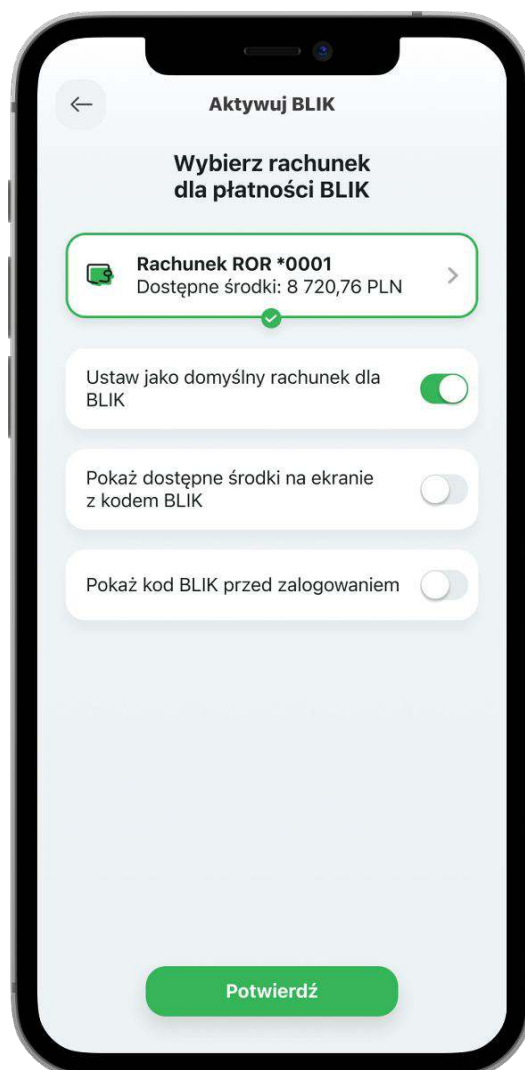 Aktywuj BLIK
Wybierz rachunek
dla płatności BLIK
Rachunek ROR *0001
Dostępne środki: 8 720,76 PLN
Ustaw jako domyślny rachunek dla
BLIK
Pokaż dostępne środki na ekranie
z kodem BLIK
Pokaż kod BLIK przed zalogowaniem
Potwierdź